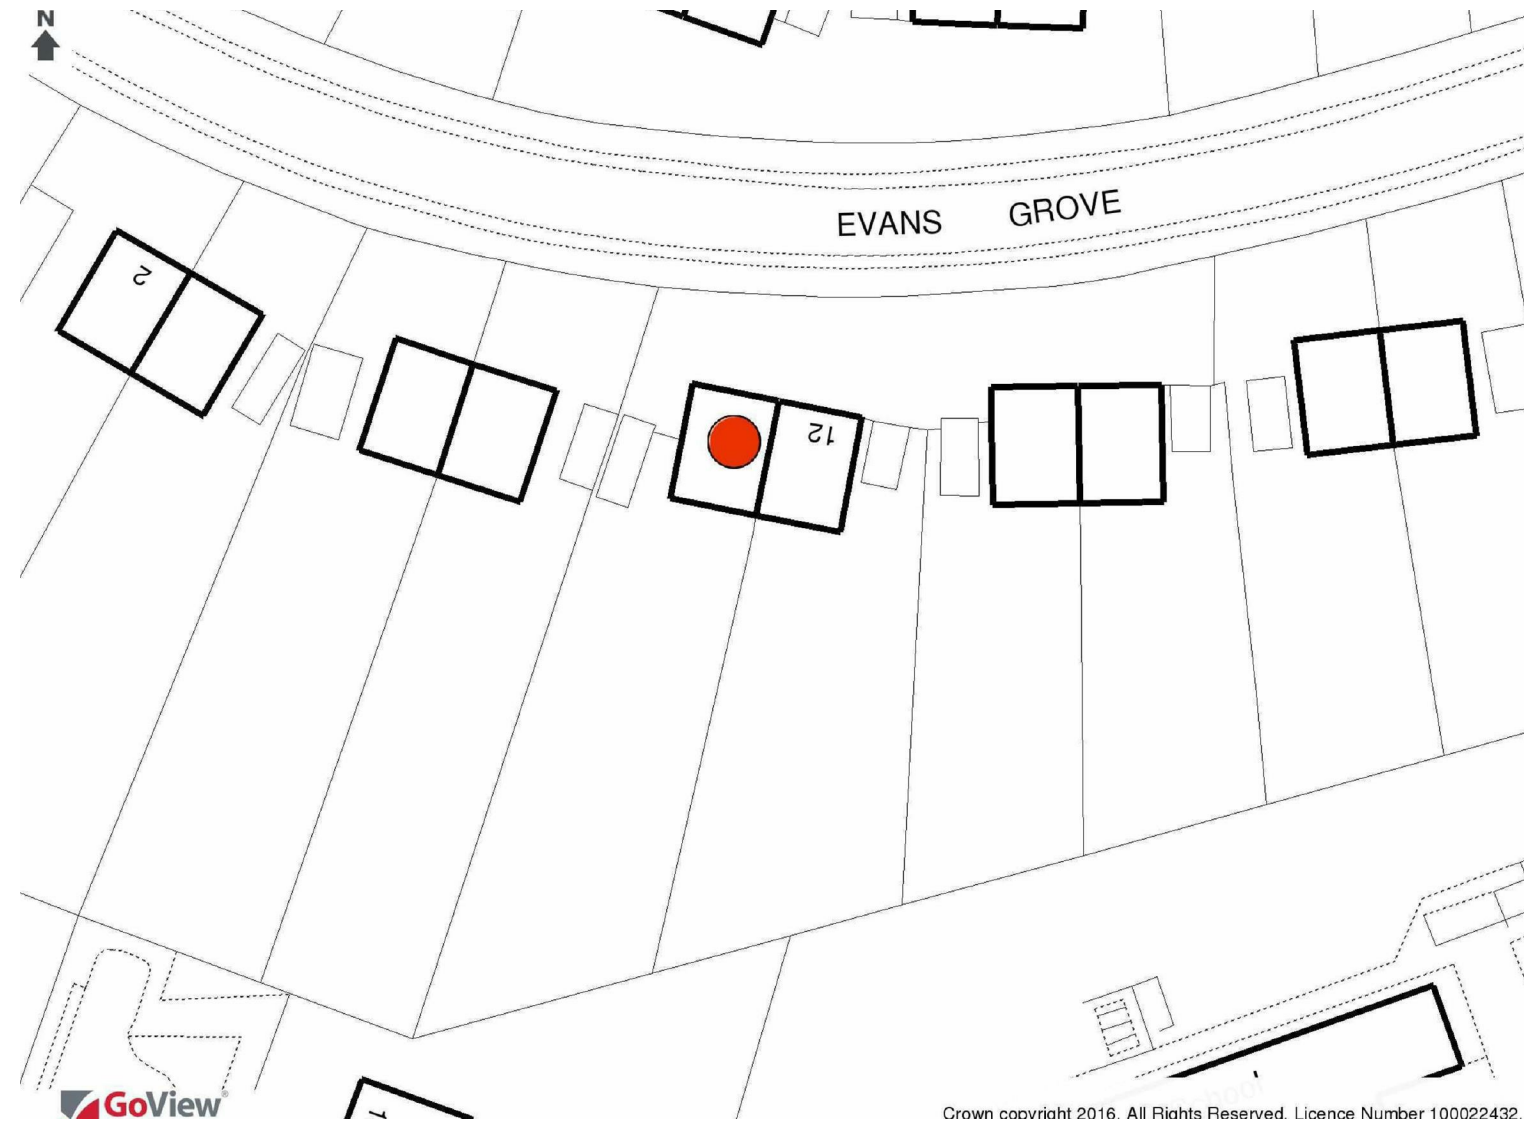 N
EVANS GROVE
2
12
GoView®
Crown copyright 2016. All Rights Reserved. Licence Number 100022432.